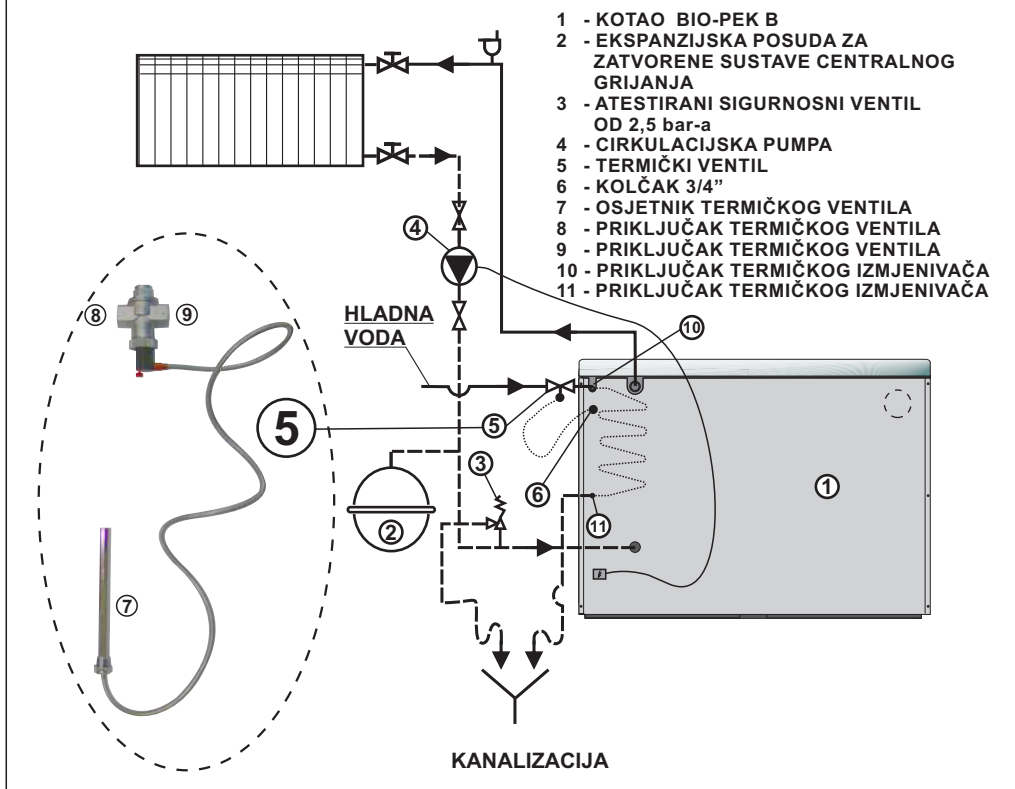 1 - KOTAO BIO-PEK B
2 - EKSPANZIJSKA POSUDA ZA
ZATVORENE SUSTAVE CENTRALNOG
GRIJANJA
3 - ATESTIRANI SIGURNOSNI VENTIL
OD 2,5 bar-a
4 - CIRKULACIJSKA PUMPA
5 - TERMIČKI VENTIL
6 - KOLČAK 3/4”
7 - OSJETNIK TERMIČKOG VENTILA
8 - PRIKLJUČAK TERMIČKOG VENTILA
9 - PRIKLJUČAK TERMIČKOG VENTILA
10 - PRIKLJUČAK TERMIČKOG IZMJENIVAČA
11 - PRIKLJUČAK TERMIČKOG IZMJENIVAČA
4
8
9
HLADNA
VODA
10
5
5
3
6
1
2
11
7
KANALIZACIJA